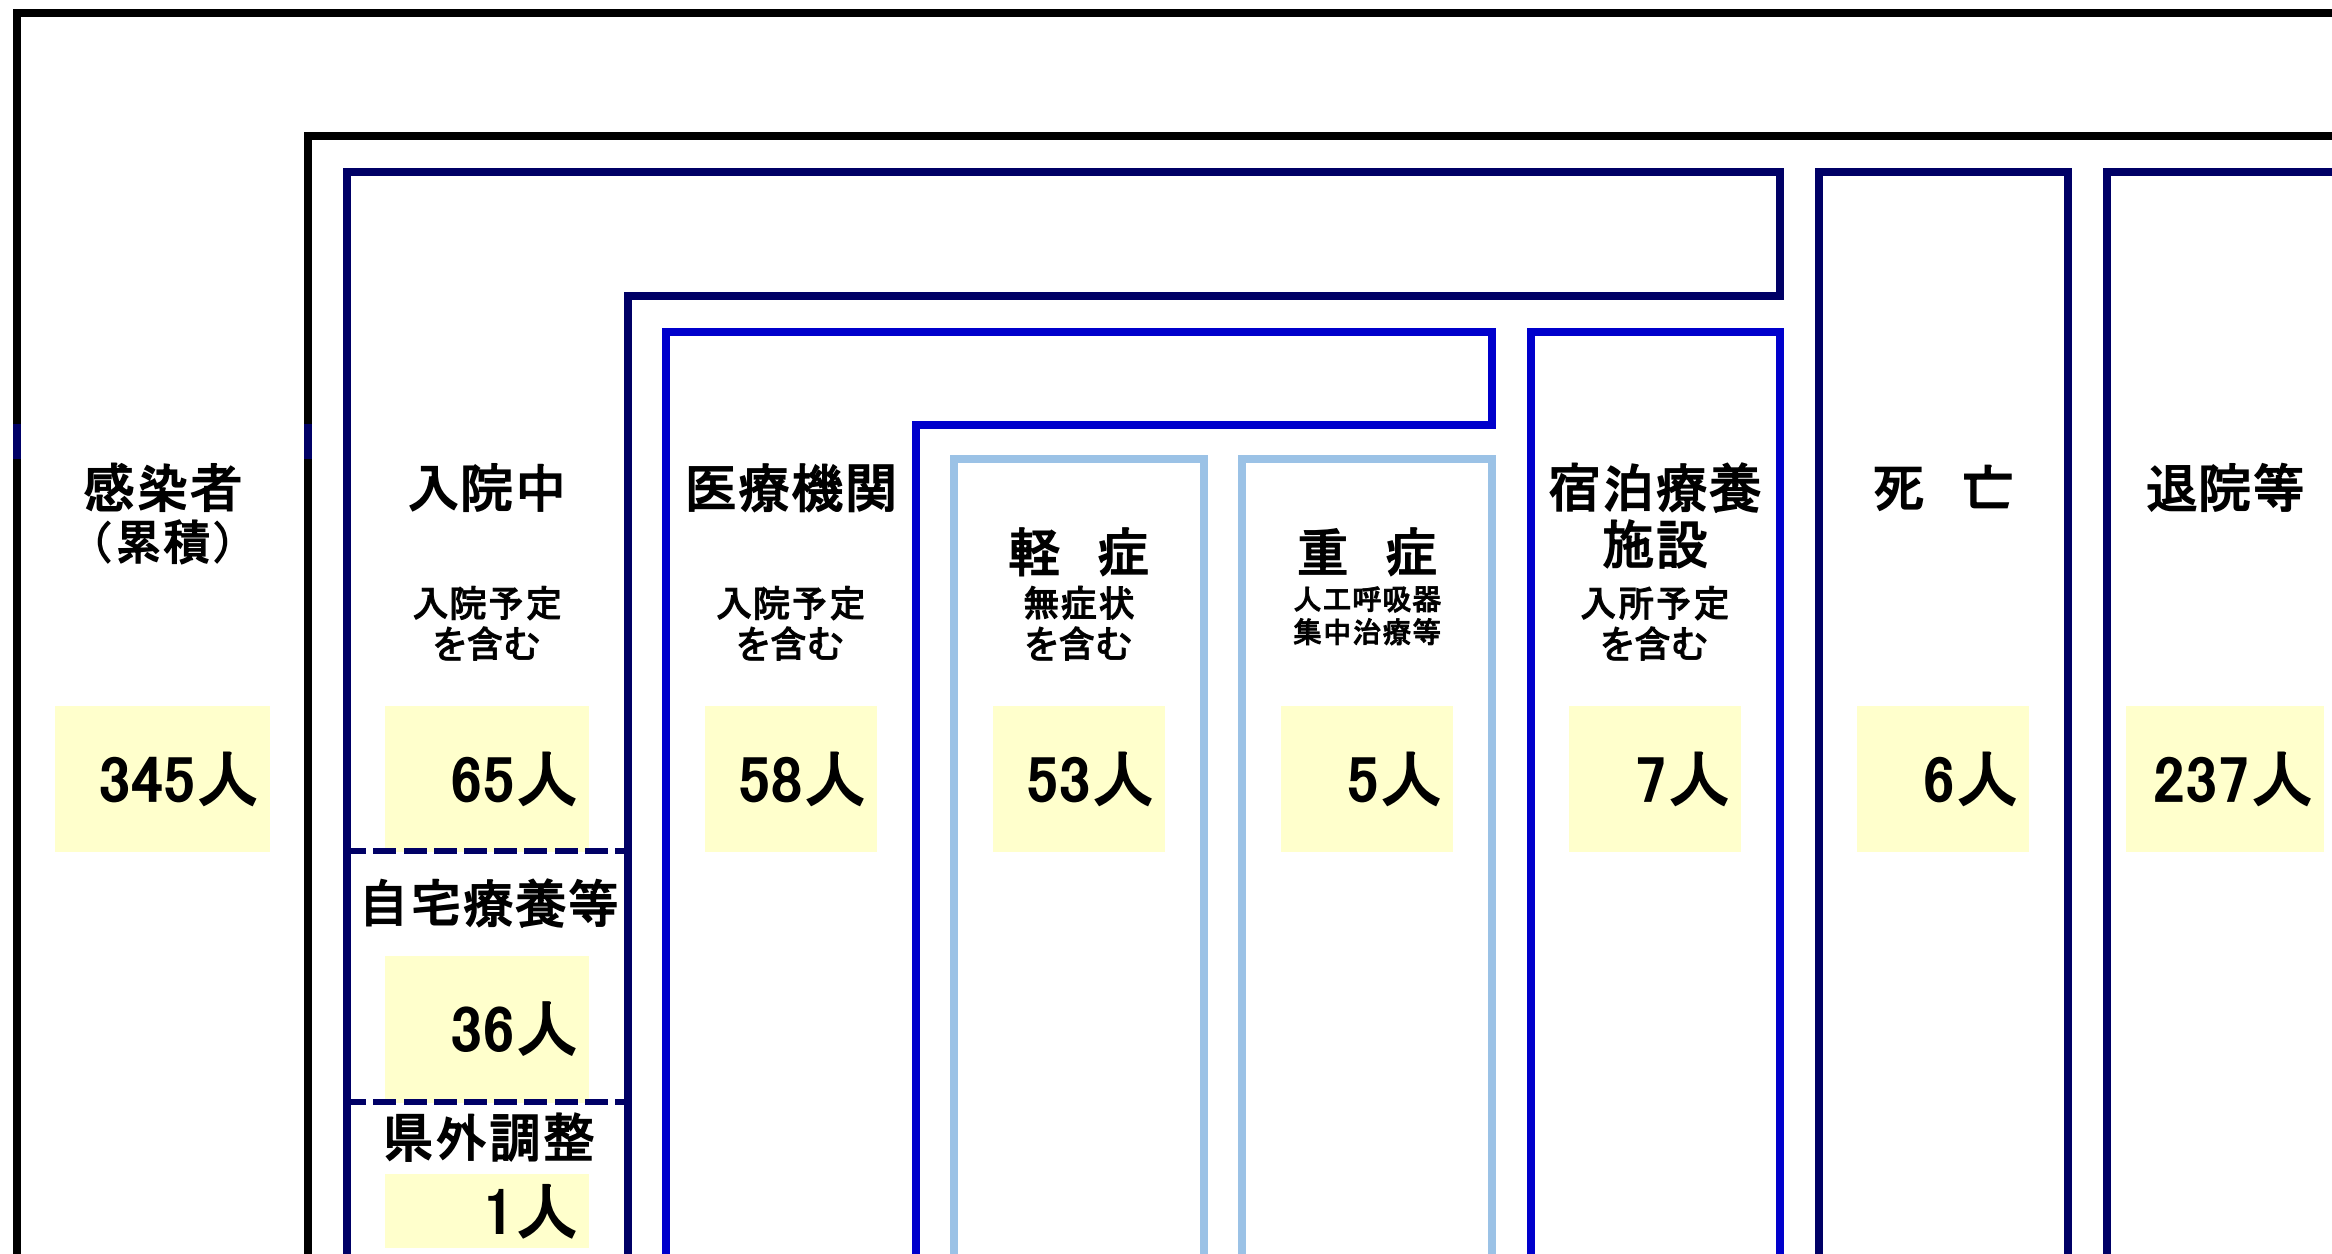 感染者
（累積）
345人
入院中
入院予定
を含む
65人
自宅療養等
36人
県外調整
1人
医療機関
入院予定
を含む
58人
軽　症
無症状
を含む
53人
重　症
人工呼吸器
集中治療等
5人
宿泊療養
施設
入所予定
を含む
7人
死　亡
6人
退院等
237人